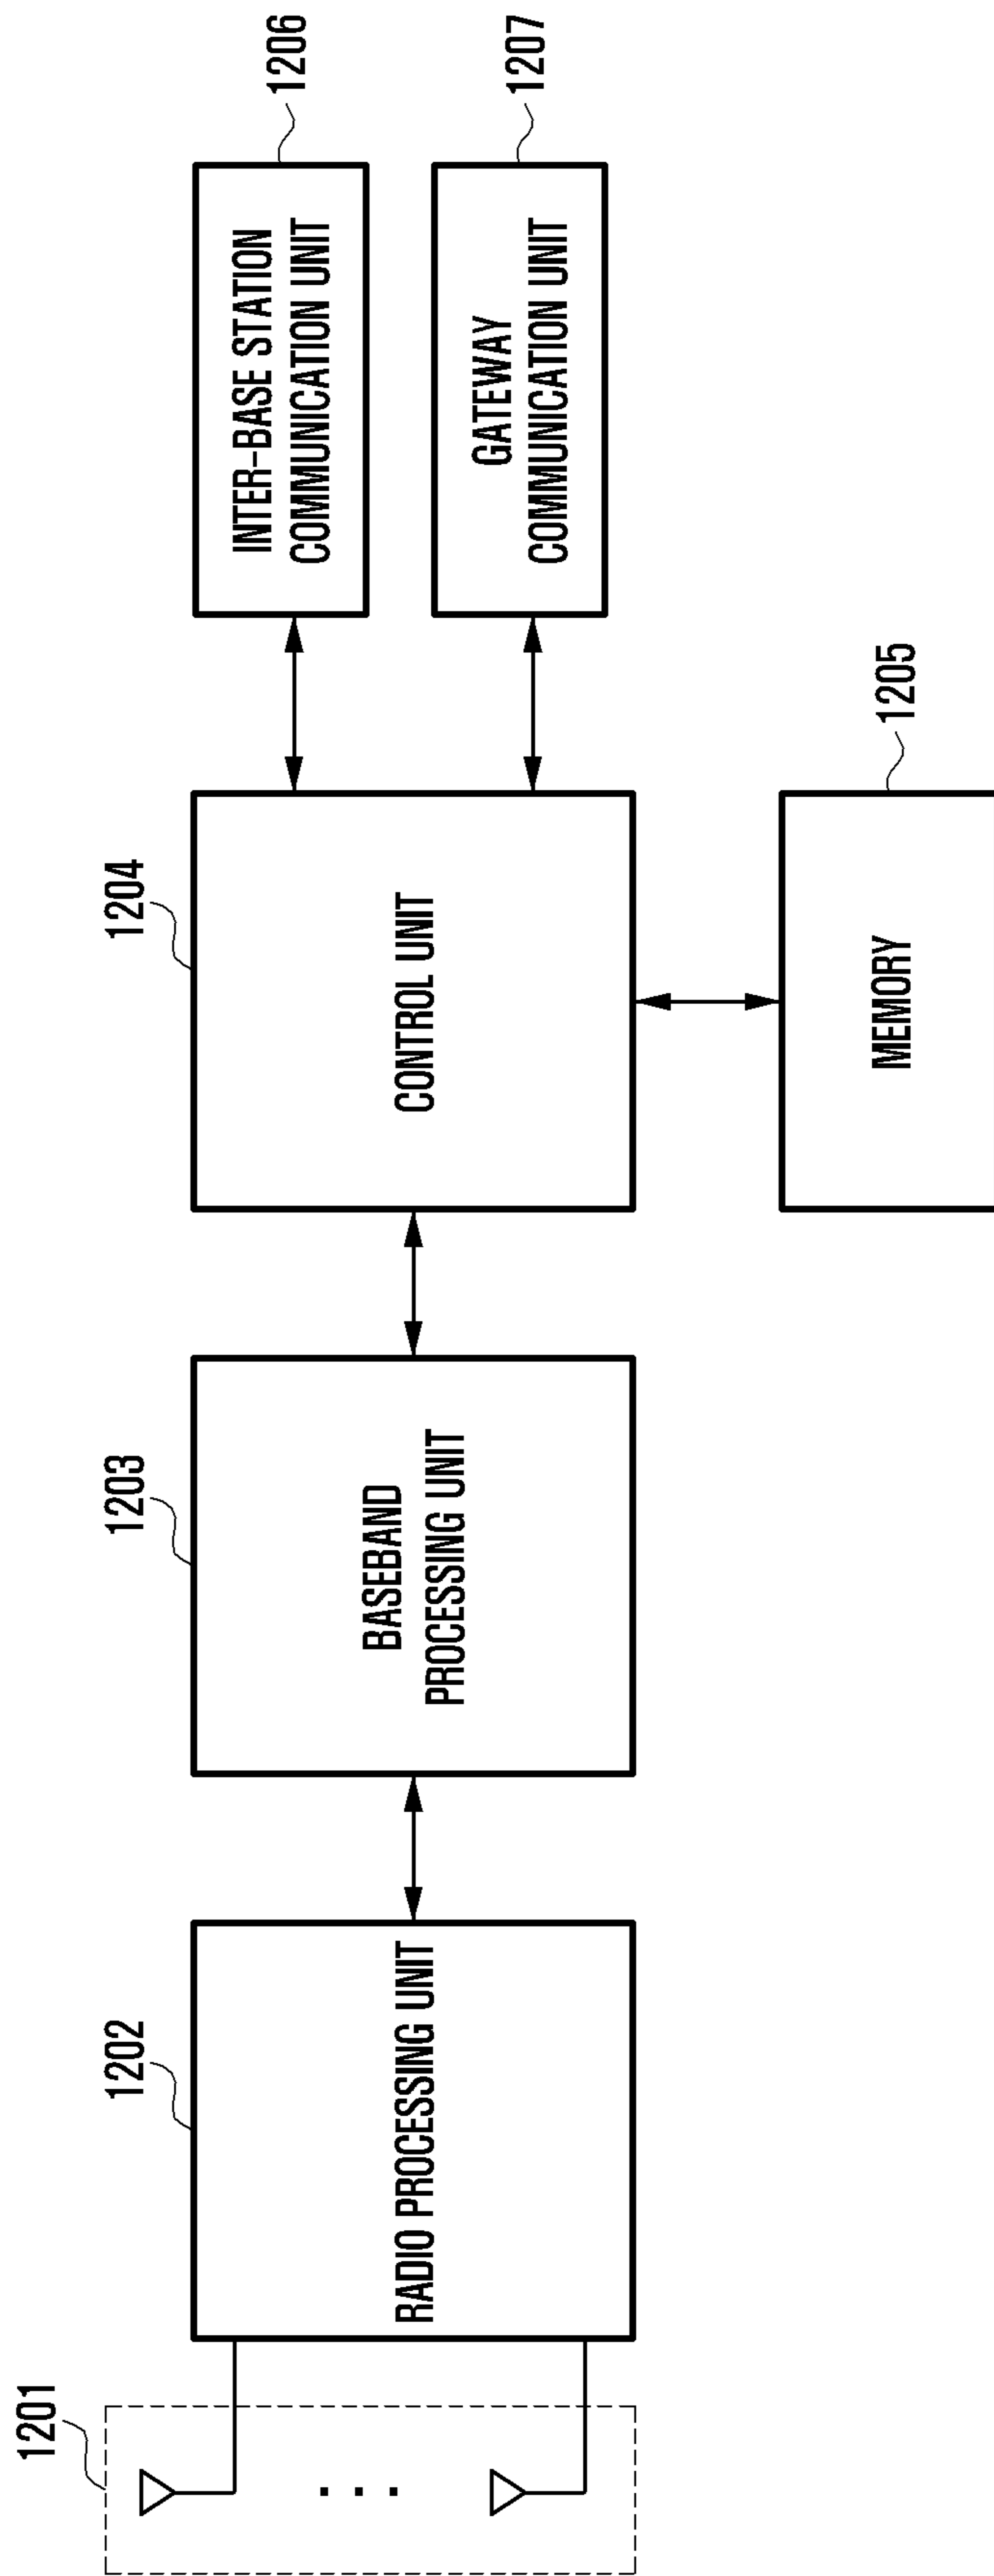 1201
1202
RADIO PROCESSING UNIT
1203
BASEBAND
PROCESSING UNIT
1204
CONTROL UNIT
1205
MEMORY
1206
INTER-BASE STATION
COMMUNICATION UNIT
1207
GATEWAY
COMMUNICATION UNIT